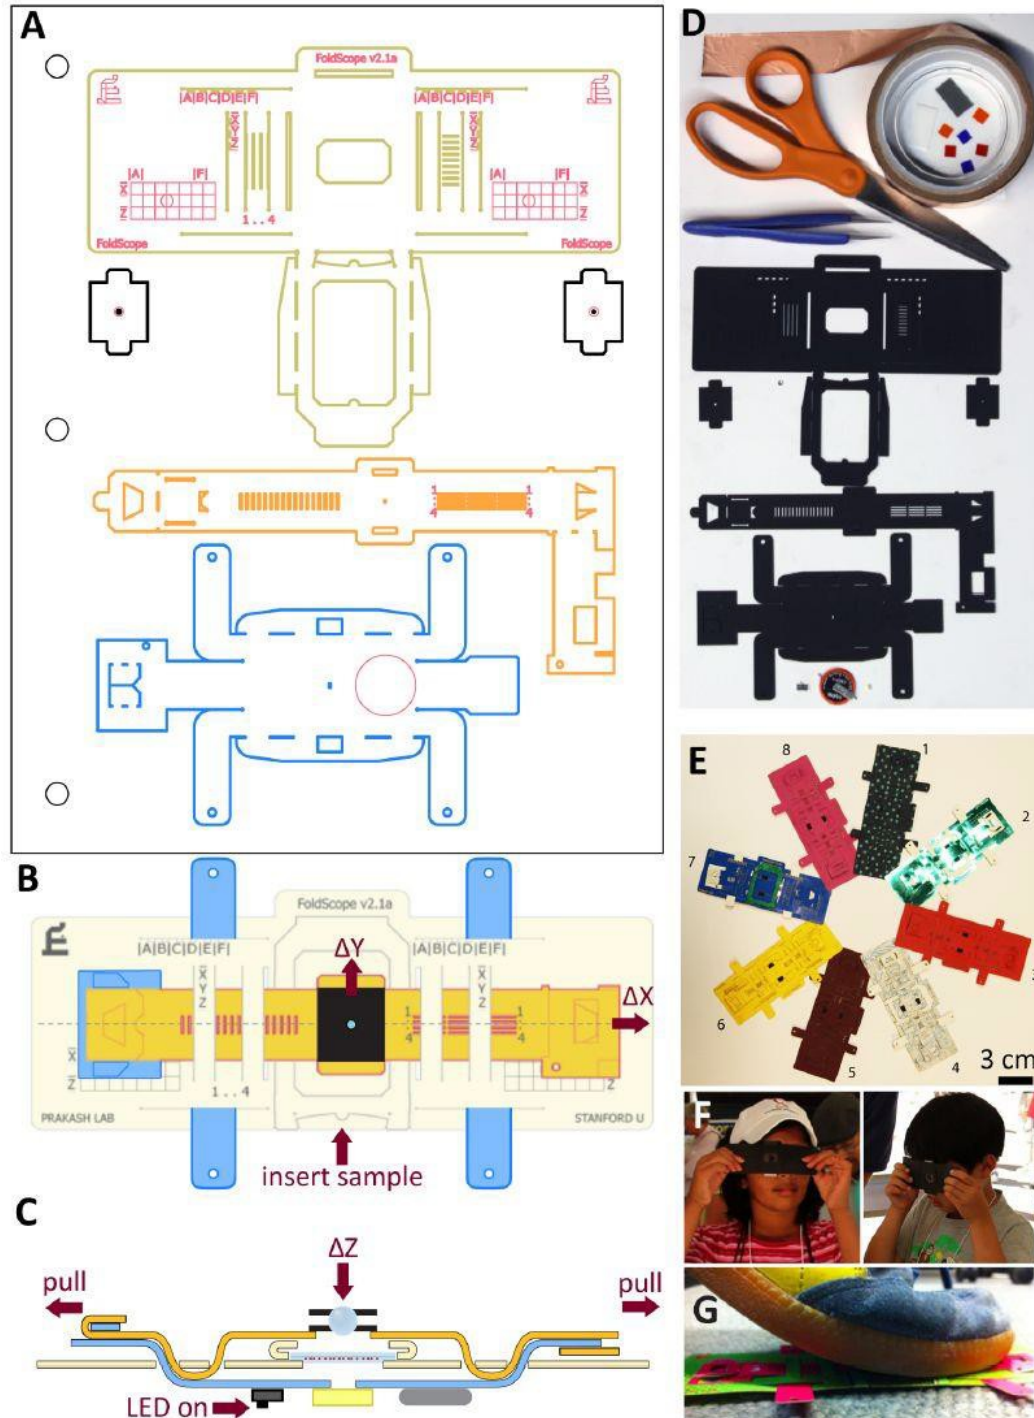 A
FoldScope v2.1a
|A|B|C|D|E|F|
|A|B|C|D|E|F|
X
Y
Z
X
Y
Z
|A|
|F|
|A|
|F|
X
Z
X
Z
1 . . 4
FoldScope
FoldScope
1
4
1
4
B
FoldScope v2.1a
|A|B|C|D|E|F|
|A|B|C|D|E|F|
ΔY
X
Y
Z
X
Y
Z
ΔX
1
4
1
4
X
Z
Z
1 . . 4
PRAKASH LAB
STANFORD U
insert sample
C
ΔZ
pull
pull
LED on
D
E
8
1
2
7
3
6
5
4
3 cm
F
G